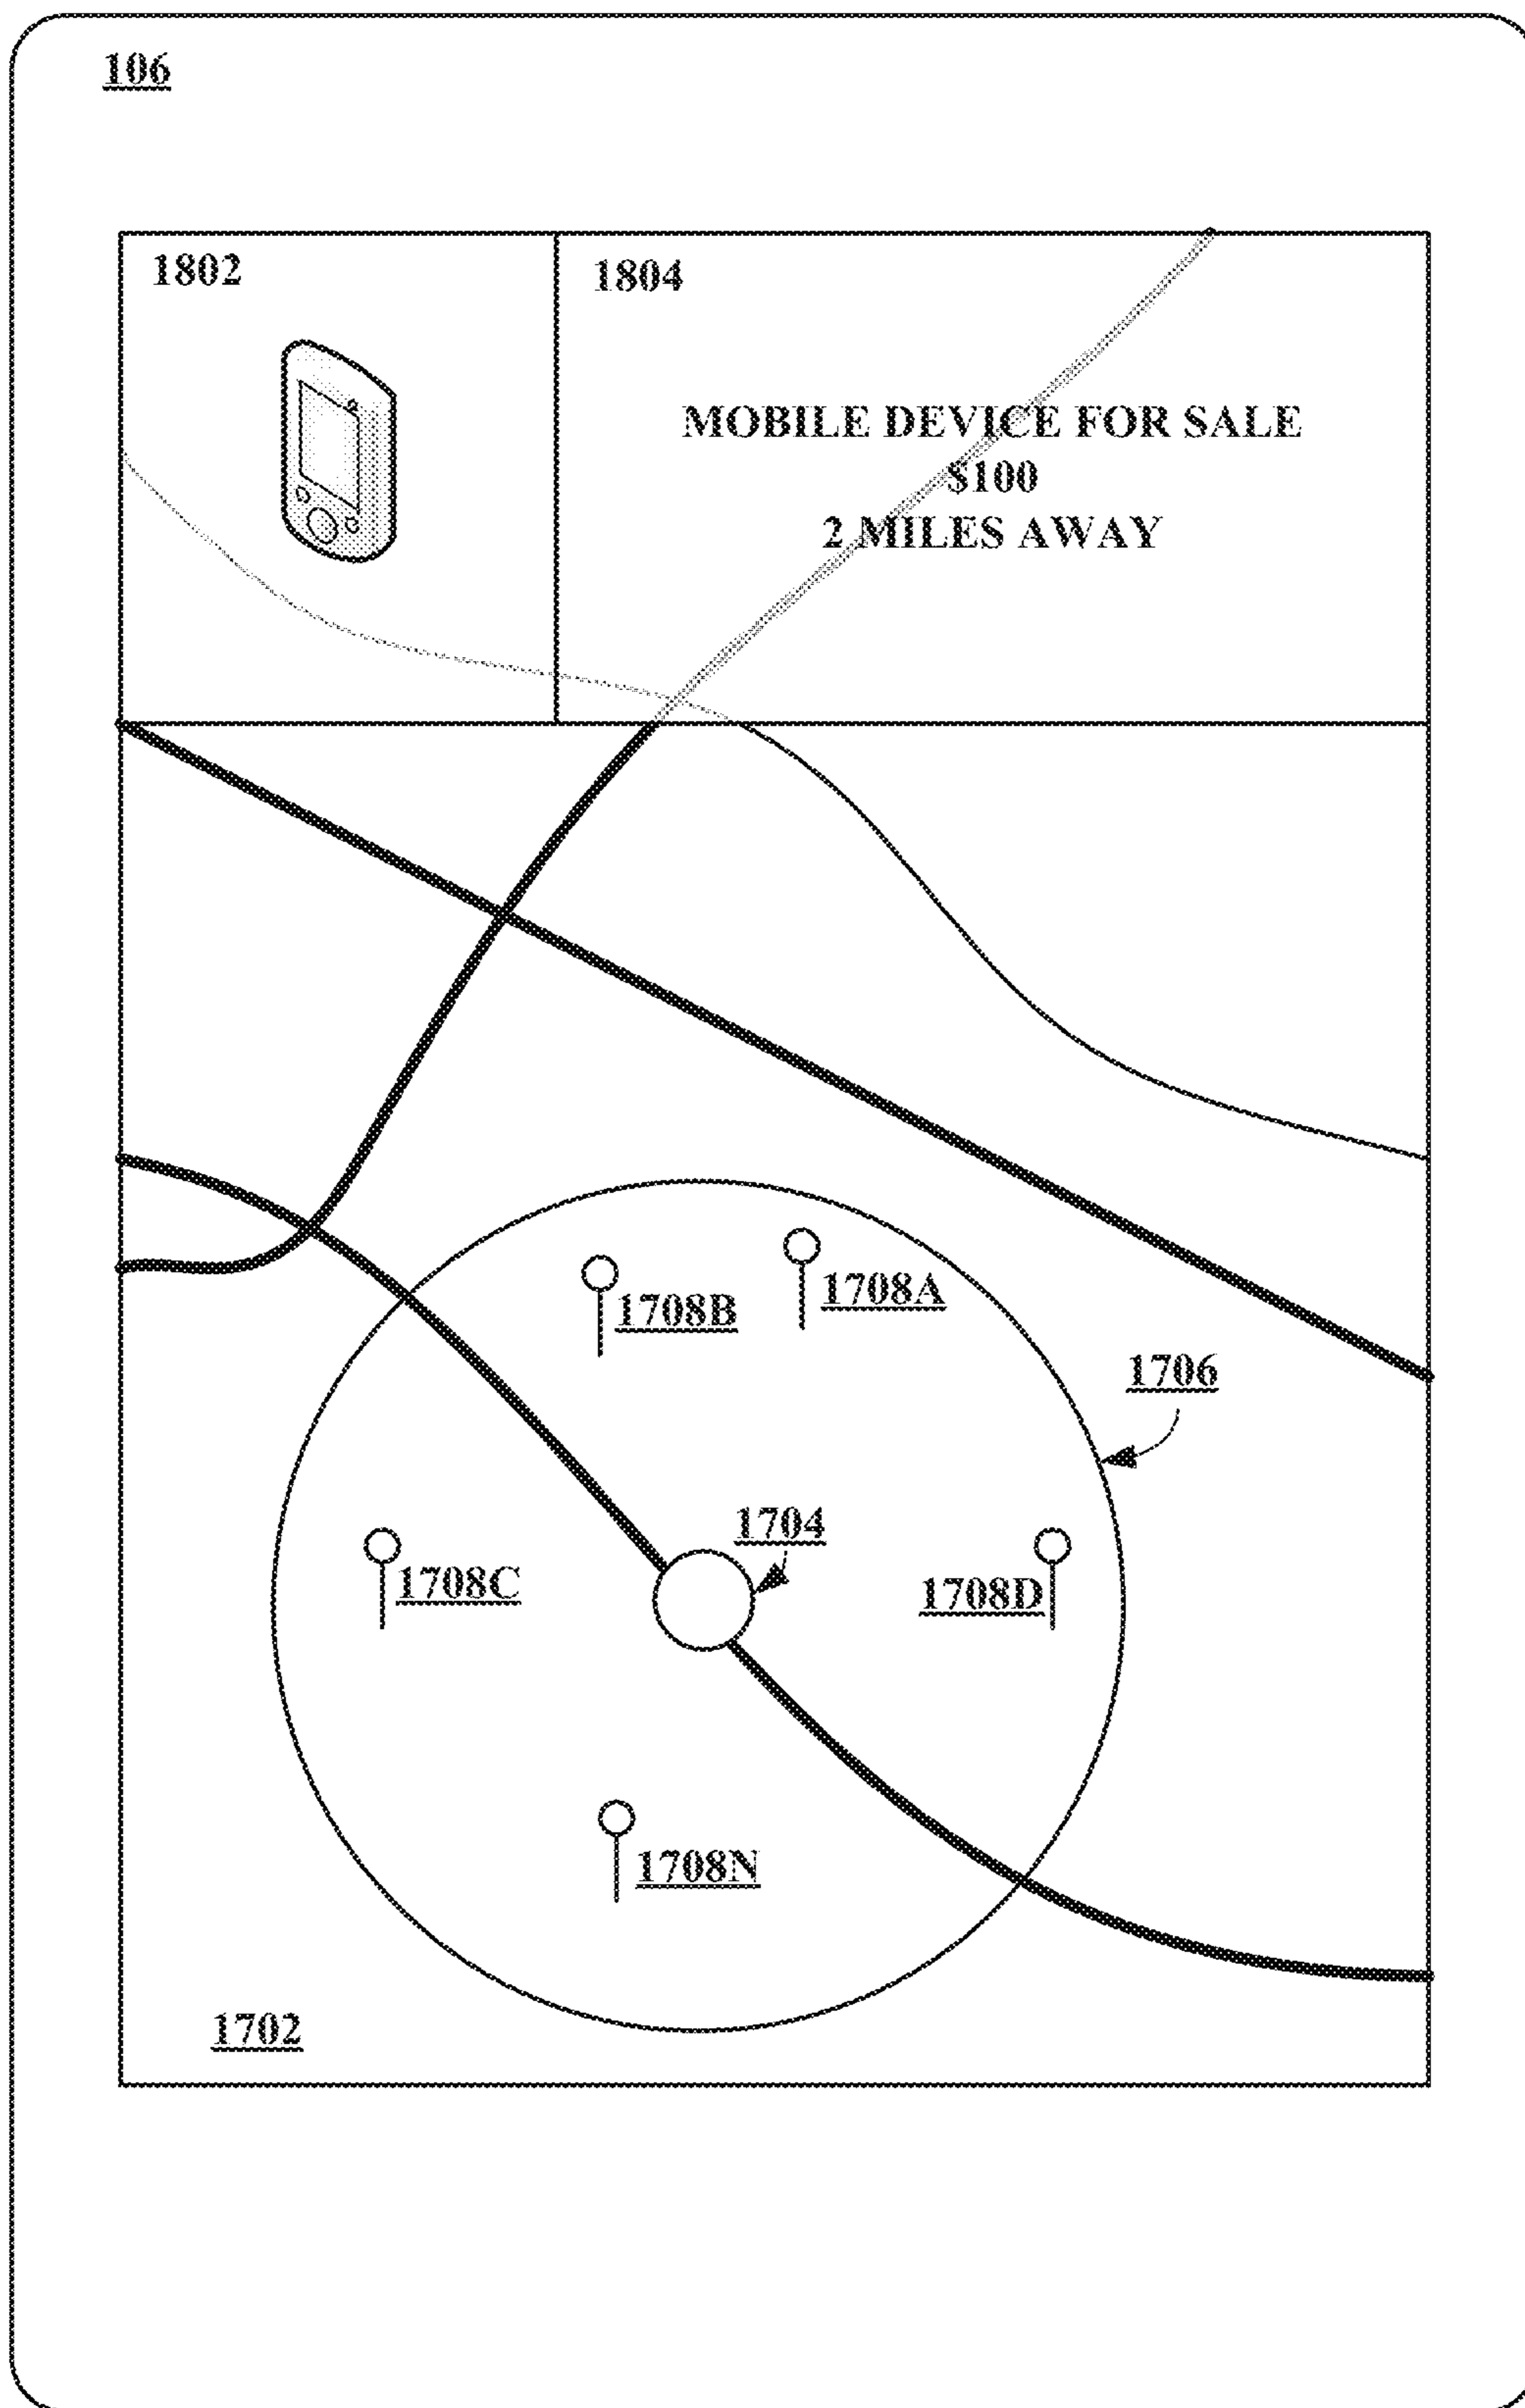 106
1802
1804
MOBILE DEVICE FOR SALE
$100
2 MILES AWAY
1708A
1708B
1706
1704
1708C
1708D
1708N
1702